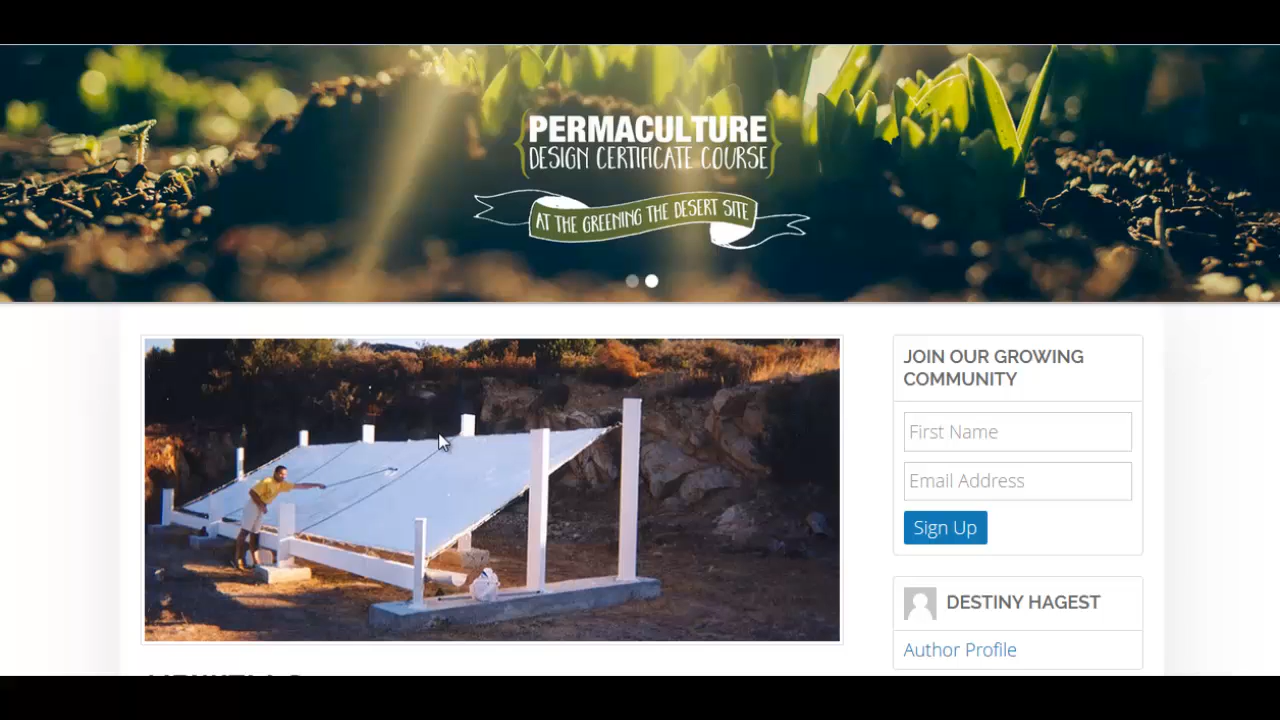 PERMACULTURE
DESIGN CERTIFICATE COURSE
AT THE GREENING THE DESERT SITE
JOIN OUR GROWING
COMMUNITY
First Name
Email Address
Sign Up
DESTINY HAGEST
Author Profile